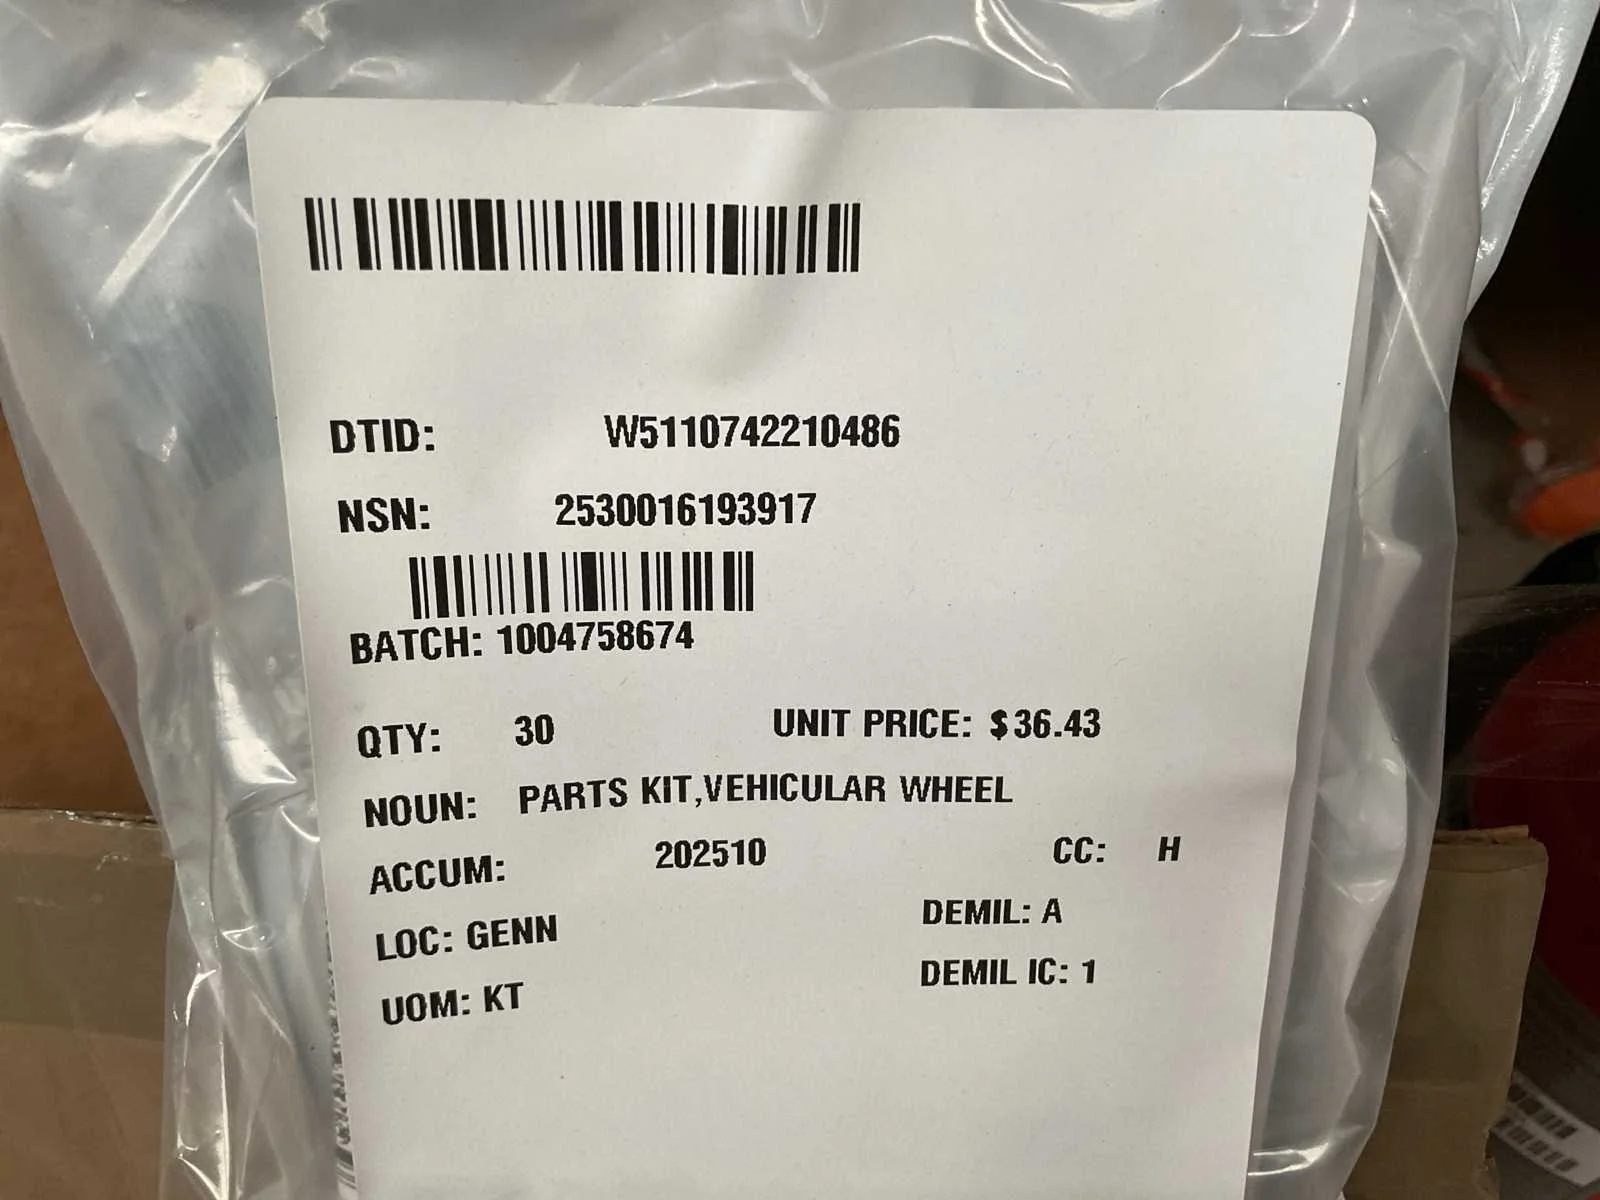 DTID: W5110742210486
NSN: 2530016193917
BATCH: 1004758674
QTY: 30 UNIT PRICE: $36.43
NOUN: PARTS KIT,VEHICULAR WHEEL
ACCUM: 202510 CC: H
LOC: GENN DEMIL: A
UOM: KT DEMIL IC: 1